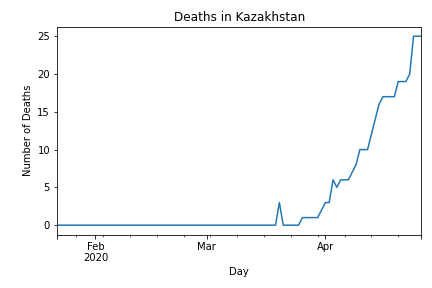 Deaths in Kazakhstan
25
20
15
10
5
0
Number of Deaths
Feb
2020
Mar
Apr
Day